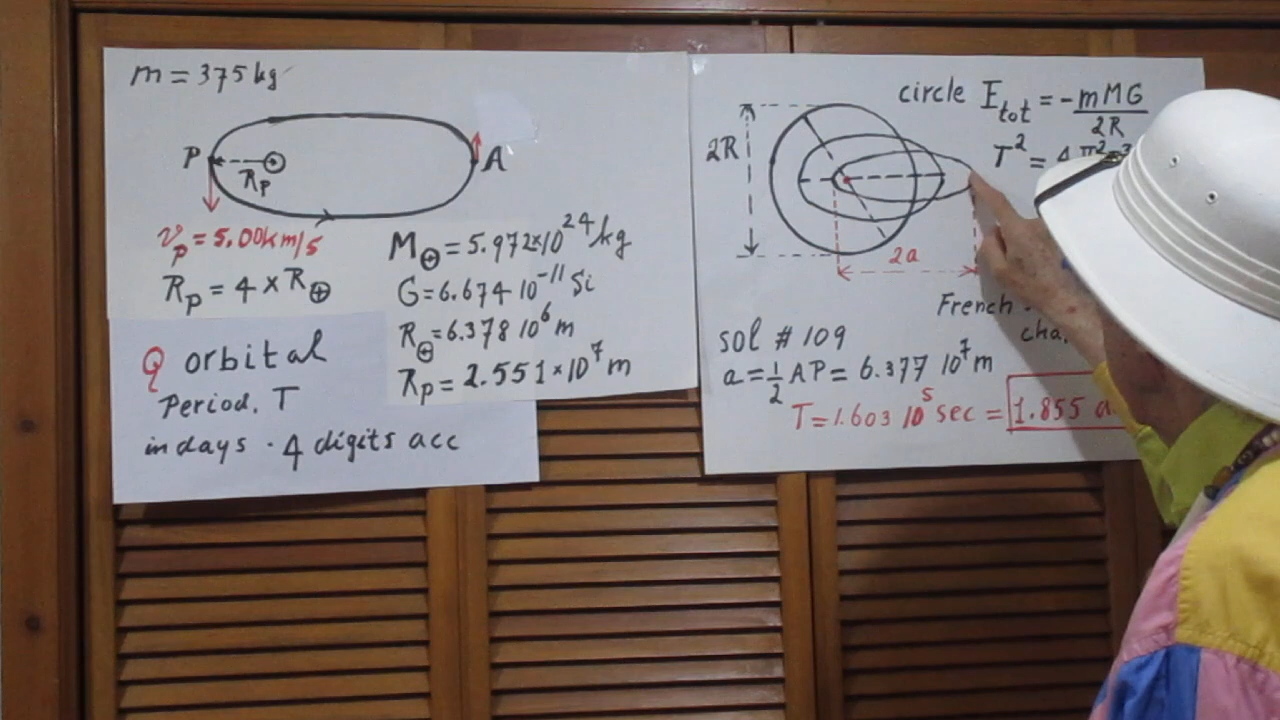 m = 375 kg
P
A
R_P
v_p = 5.00 km/s
R_p = 4 × R_⊕
M_⊕ = 5.972×10^24 kg
G = 6.674 10^-11 Si
R_⊕ = 6.378 10^6 m
R_p = 2.551×10^7 m
Q orbital
Period. T
in days . 4 digits acc
circle E_tot = - mMG / 2R
T^2 = 4 π^2
2R
2a
French
sol # 109
a = 1/2 AP = 6.377 10^7 m
T = 1.603 10^5 sec = 1.855